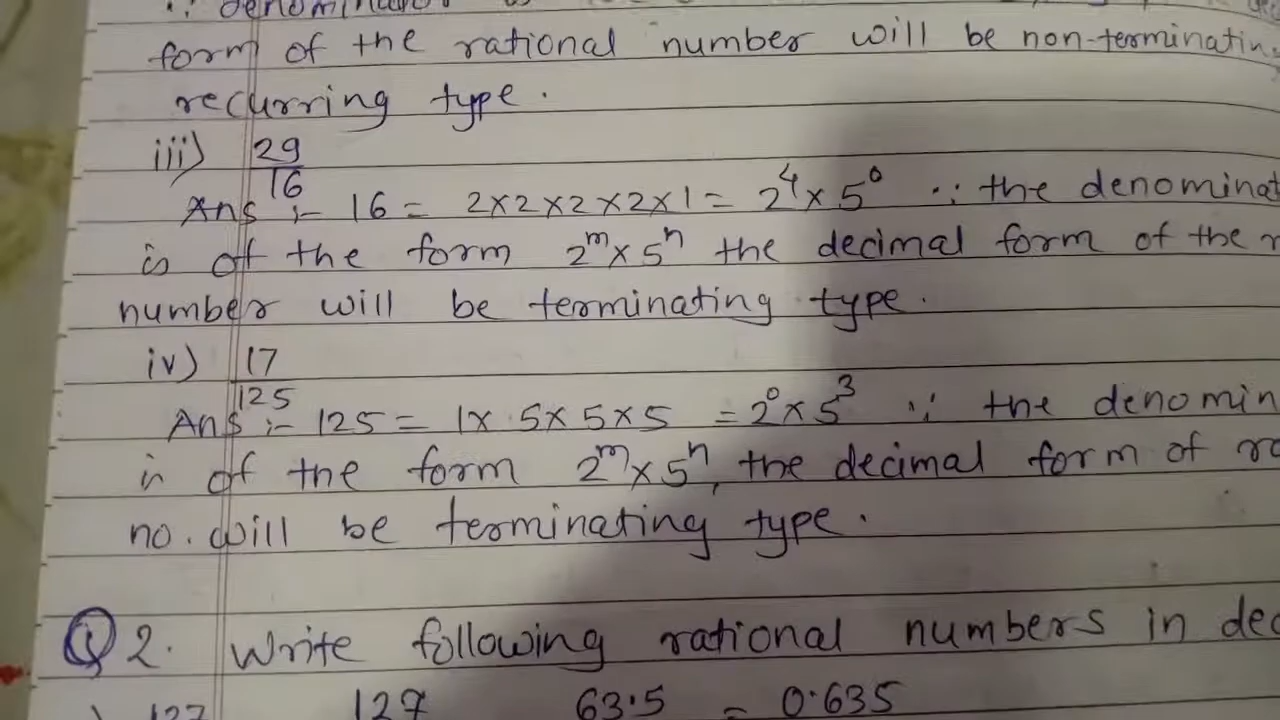 ∵ denominator
form of the rational number will be non-terminatin
recurring type.
iii) 29/16
Ans :- 16 = 2×2×2×2×1 = 2⁴×5⁰ ∵ the denominat
is of the form 2ᵐ×5ⁿ the decimal form of the r
number will be terminating type.
iv) 17/125
Ans :- 125 = 1×5×5×5 = 2⁰×5³ ∵ the denomin
is of the form 2ᵐ×5ⁿ, the decimal form of ra
no. will be terminating type.
Q2. Write following rational numbers in dec
) 127 127 63.5 = 0.635